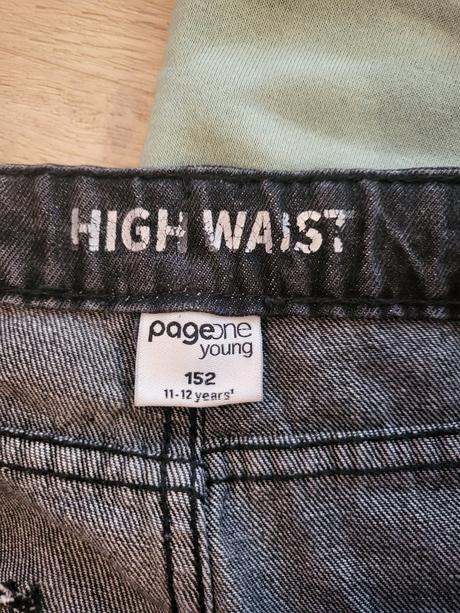 HIGH WAIST
pageone
young
152
11-12 years¹